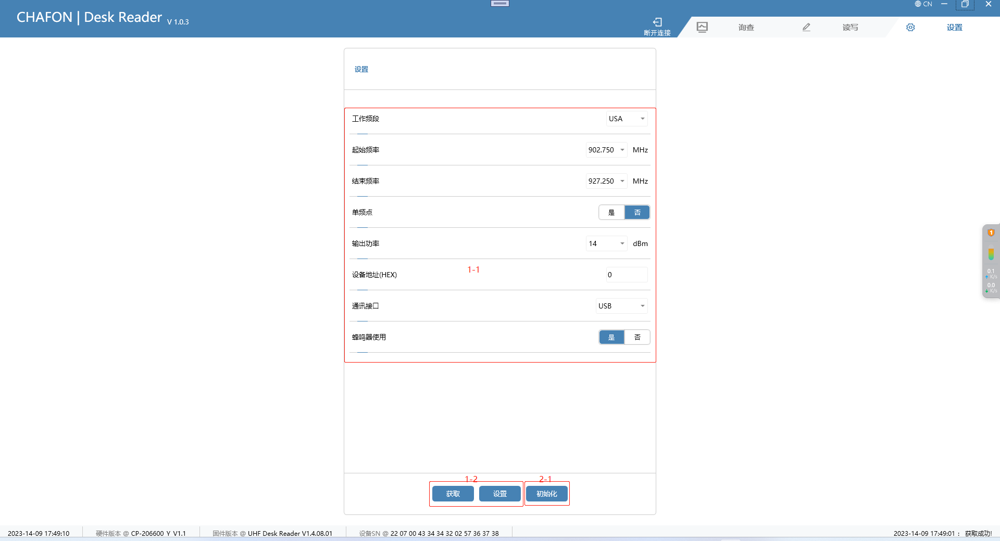 CHAFON | Desk Reader V 1.0.3
CN
断开连接
询查
读写
设置
设置
工作频段 USA
起始频率 902.750 MHz
结束频率 927.250 MHz
单频点 是 否
输出功率 14 dBm
1-1
设备地址(HEX) 0
通讯接口 USB
蜂鸣器使用 是 否
1
0.1
K/s
0.0
K/s
1-2 2-1
获取 设置 初始化
2023-14-09 17:49:10 硬件版本 @ CP-206600_Y_V1.1 固件版本 @ UHF Desk Reader V1.4.08.01 设备SN @ 22 07 00 43 34 34 32 02 57 36 37 38 2023-14-09 17:49:01 : 获取成功!